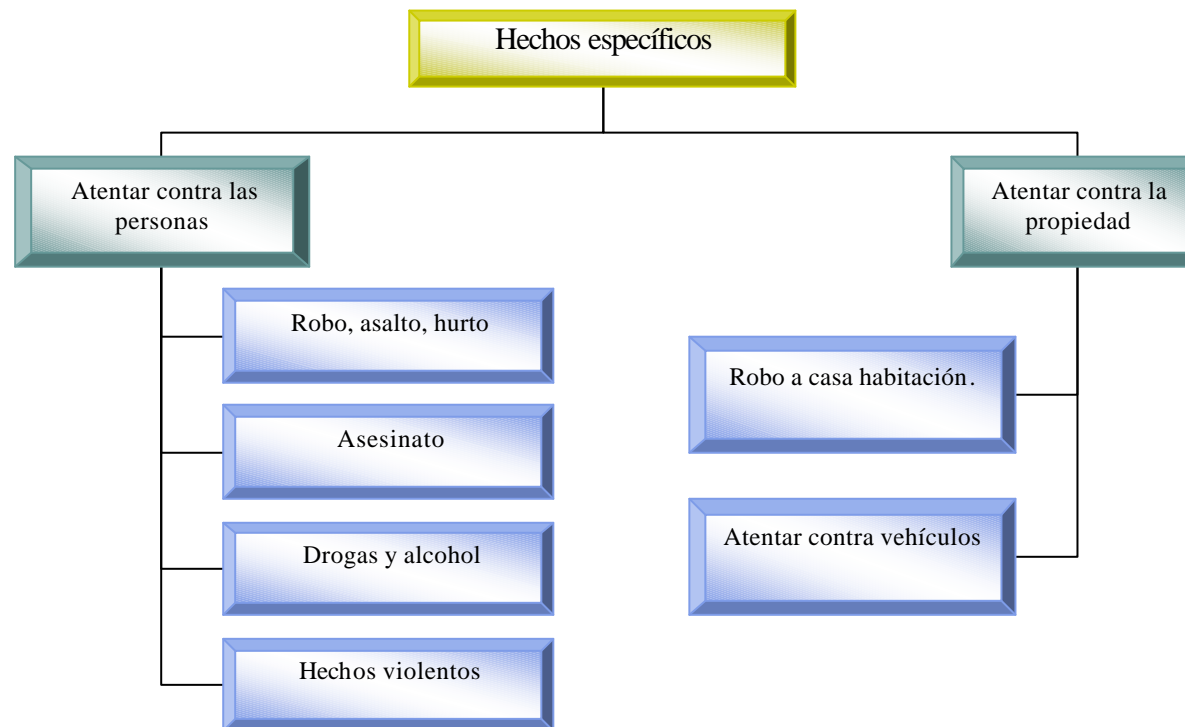 Hechos específicos
Atentar contra las
personas
Robo, asalto, hurto
Asesinato
Drogas y alcohol
Hechos violentos
Atentar contra la
propiedad
Robo a casa habitación.
Atentar contra vehículos